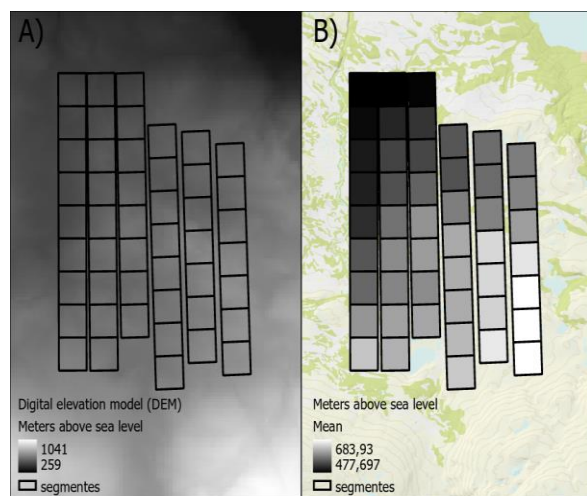 A)
Digital elevation model (DEM)
Meters above sea level
1041
259
segmentes
B)
Meters above sea level
Mean
683,93
477,697
segmentes